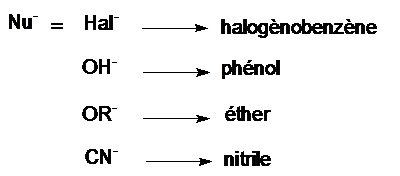 Nu⁻ = Hal⁻ → halogènobenzène
OH⁻ → phénol
OR⁻ → éther
CN⁻ → nitrile